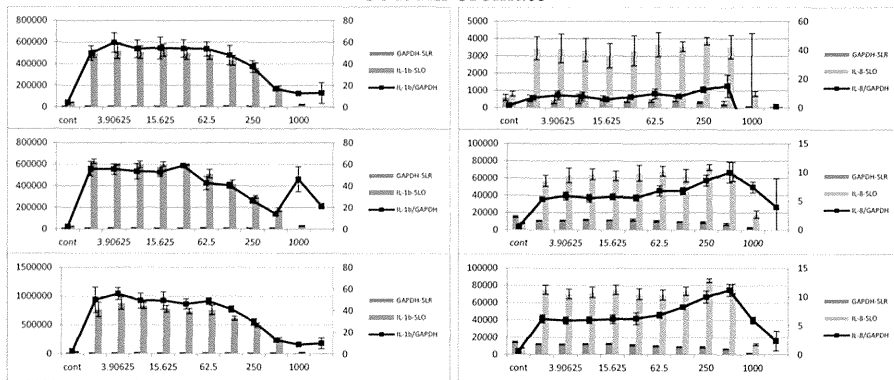 800000 80
600000 60
400000 40
200000 20
0 0
cont 3.90625 15.625 62.5 250 1000
GAPDH-SLR
IL-1b-SLO
IL-1b/GAPDH
5000 60
4000
3000 40
2000 20
1000
0 0
cont 3.90625 15.625 62.5 250 1000
GAPDH-SLR
IL-8-SLO
IL-8/GAPDH
800000 80
600000 60
400000 40
200000 20
0 0
cont 3.90625 15.625 62.5 250 1000
GAPDH-SLR
IL-1b-SLO
IL-1b/GAPDH
100000 15
80000
60000 10
40000 5
20000
0 0
cont 3.90625 15.625 62.5 250 1000
GAPDH-SLR
IL-8-SLO
IL-8/GAPDH
1500000 80
1000000 60
40
500000 20
0 0
cont 3.90625 15.625 62.5 250 1000
GAPDH-SLR
IL-1b-SLO
IL-1b/GAPDH
100000 15
80000
60000 10
40000 5
20000
0 0
cont 3.90625 15.625 62.5 250 1000
GAPDH-SLR
IL-8-SLO
IL-8/GAPDH